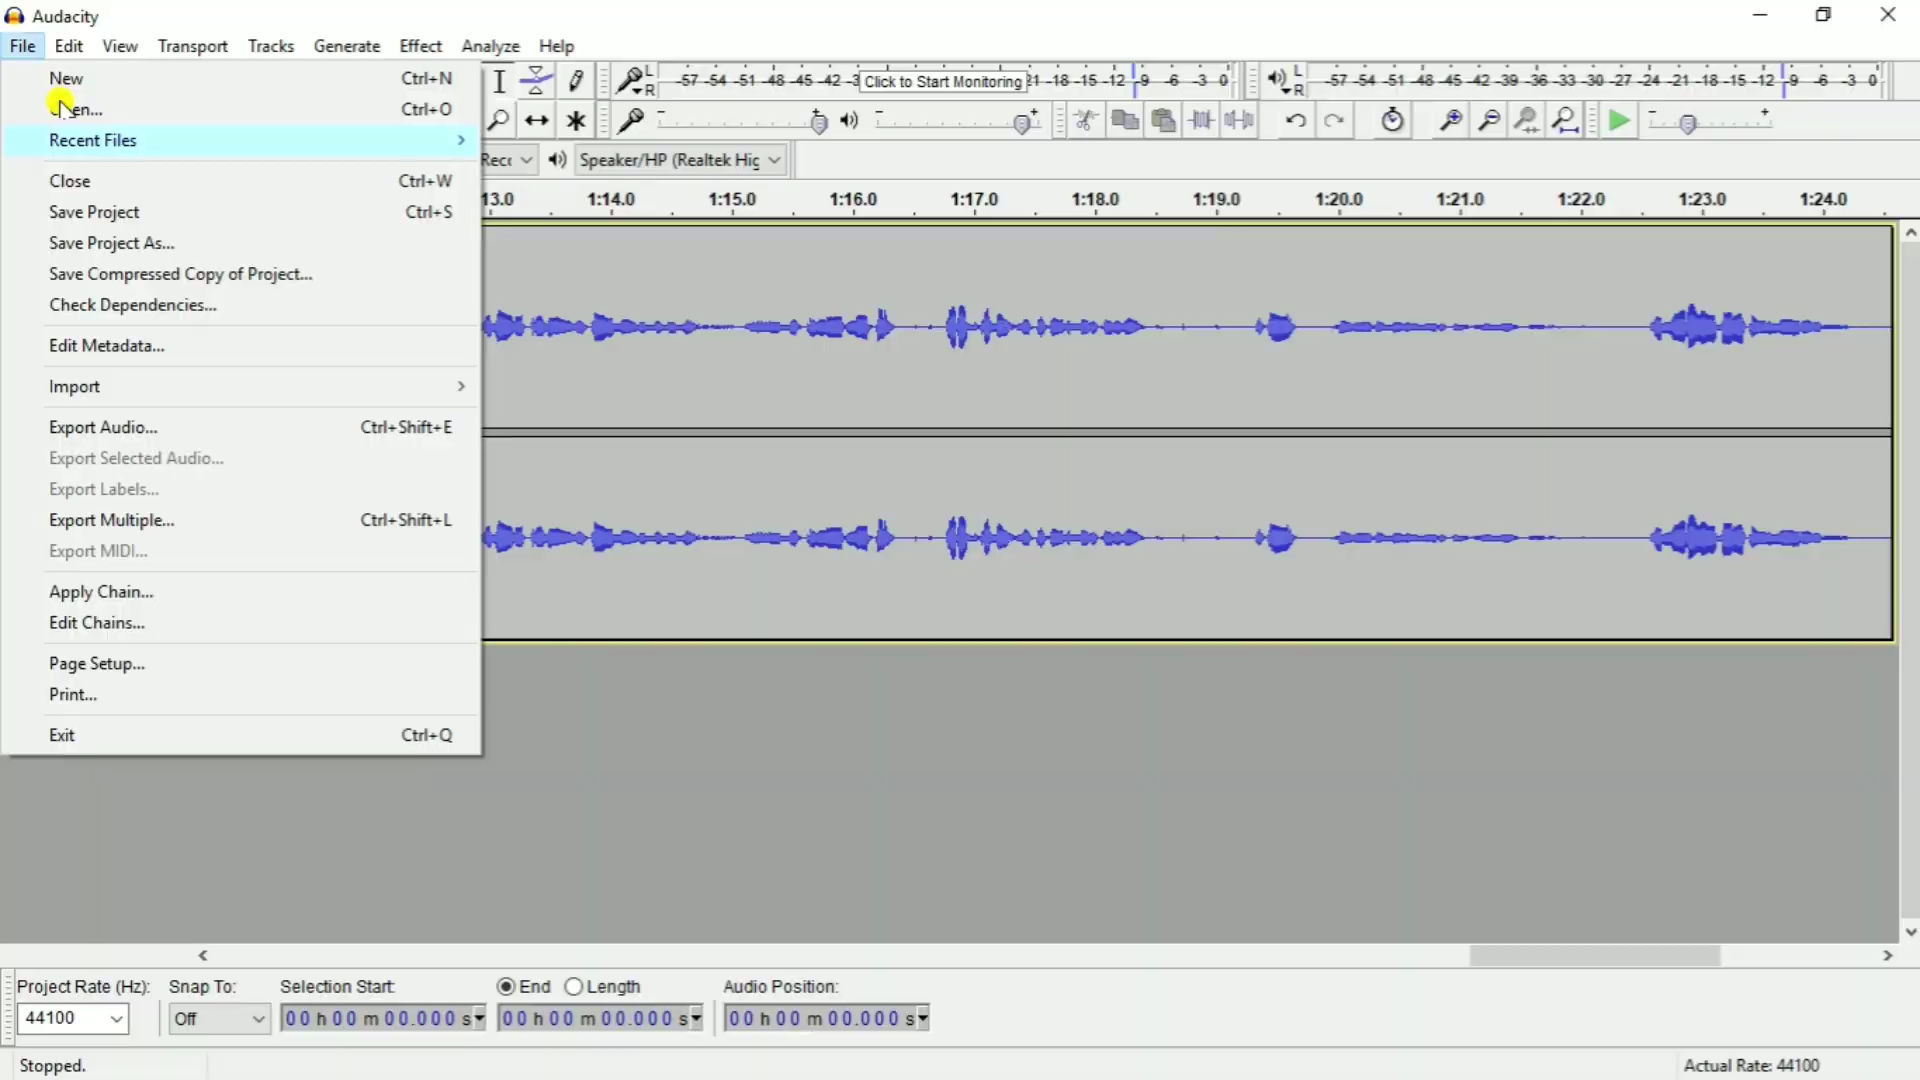 Audacity
File Edit View Transport Tracks Generate Effect Analyze Help
New Ctrl+N
en... Ctrl+O
Recent Files
Close Ctrl+W
Save Project Ctrl+S
Save Project As...
Save Compressed Copy of Project...
Check Dependencies...
Edit Metadata...
Import
Export Audio... Ctrl+Shift+E
Export Selected Audio...
Export Labels...
Export Multiple... Ctrl+Shift+L
Export MIDI...
Apply Chain...
Edit Chains...
Page Setup...
Print...
Exit Ctrl+Q
L
R
-57 -54 -51 -48 -45 -42 -3 Click to Start Monitoring 21 -18 -15 -12 -9 -6 -3 0
L
R
-57 -54 -51 -48 -45 -42 -39 -36 -33 -30 -27 -24 -21 -18 -15 -12 -9 -6 -3 0
Speaker/HP (Realtek Hig
13.0 1:14.0 1:15.0 1:16.0 1:17.0 1:18.0 1:19.0 1:20.0 1:21.0 1:22.0 1:23.0 1:24.0
Project Rate (Hz): Snap To: Selection Start: End Length Audio Position:
44100 Off 00 h 00 m 00.000 s 00 h 00 m 00.000 s 00 h 00 m 00.000 s
Stopped. Actual Rate: 44100